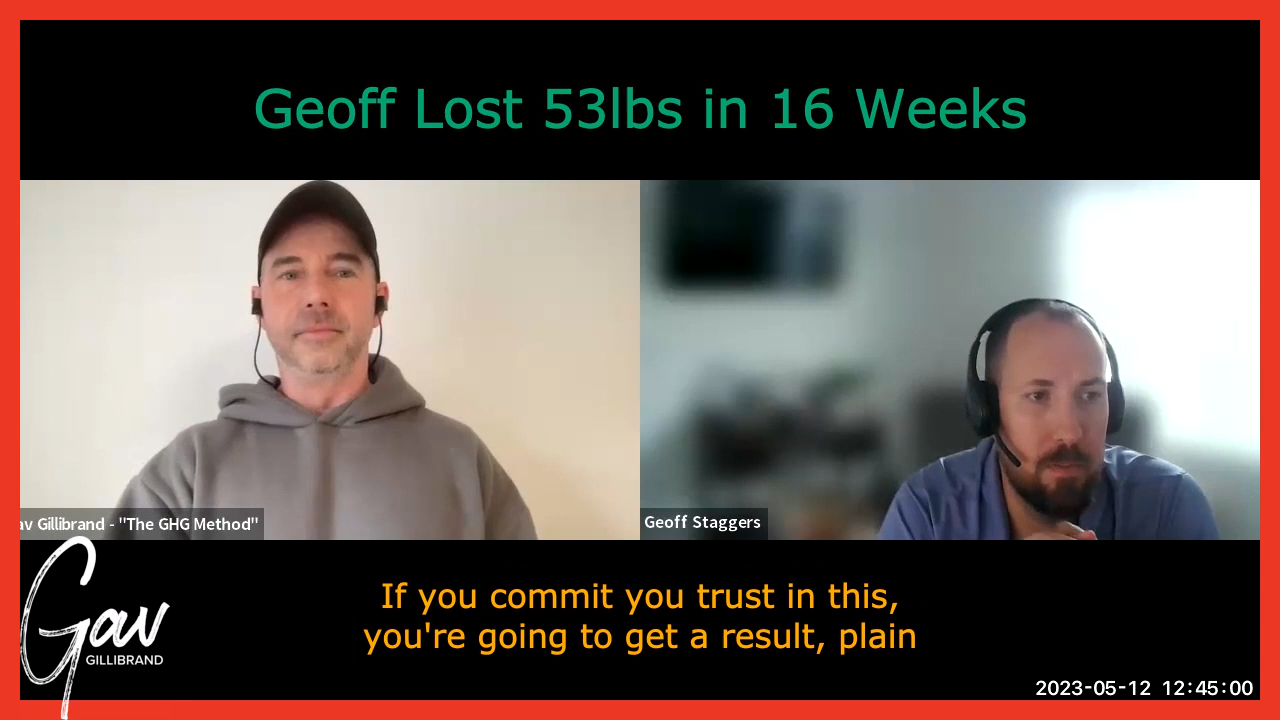 Geoff Lost 53lbs in 16 Weeks
av Gillibrand - "The GHG Method"
Geoff Staggers
If you commit you trust in this,
you're going to get a result, plain
Gav
GILLIBRAND
2023-05-12 12:45:00